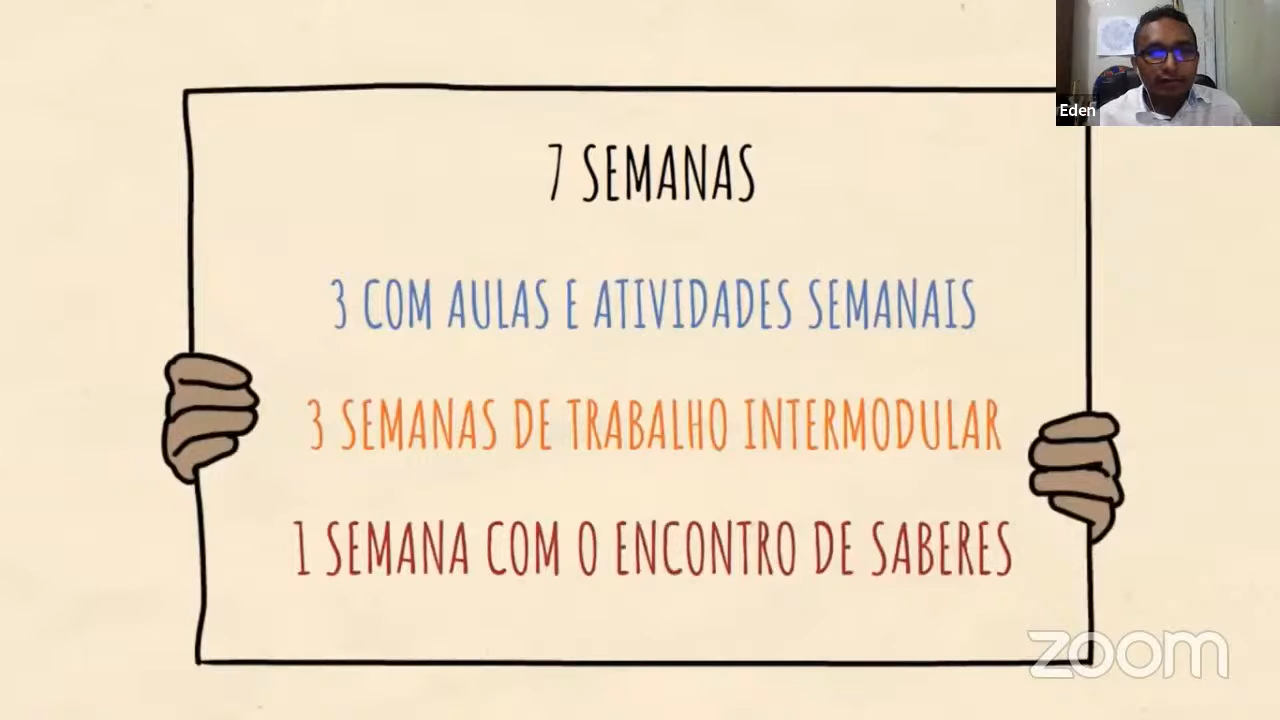 Eden
7 SEMANAS
3 COM AULAS E ATIVIDADES SEMANAIS
3 SEMANAS DE TRABALHO INTERMODULAR
1 SEMANA COM O ENCONTRO DE SABERES
zoom